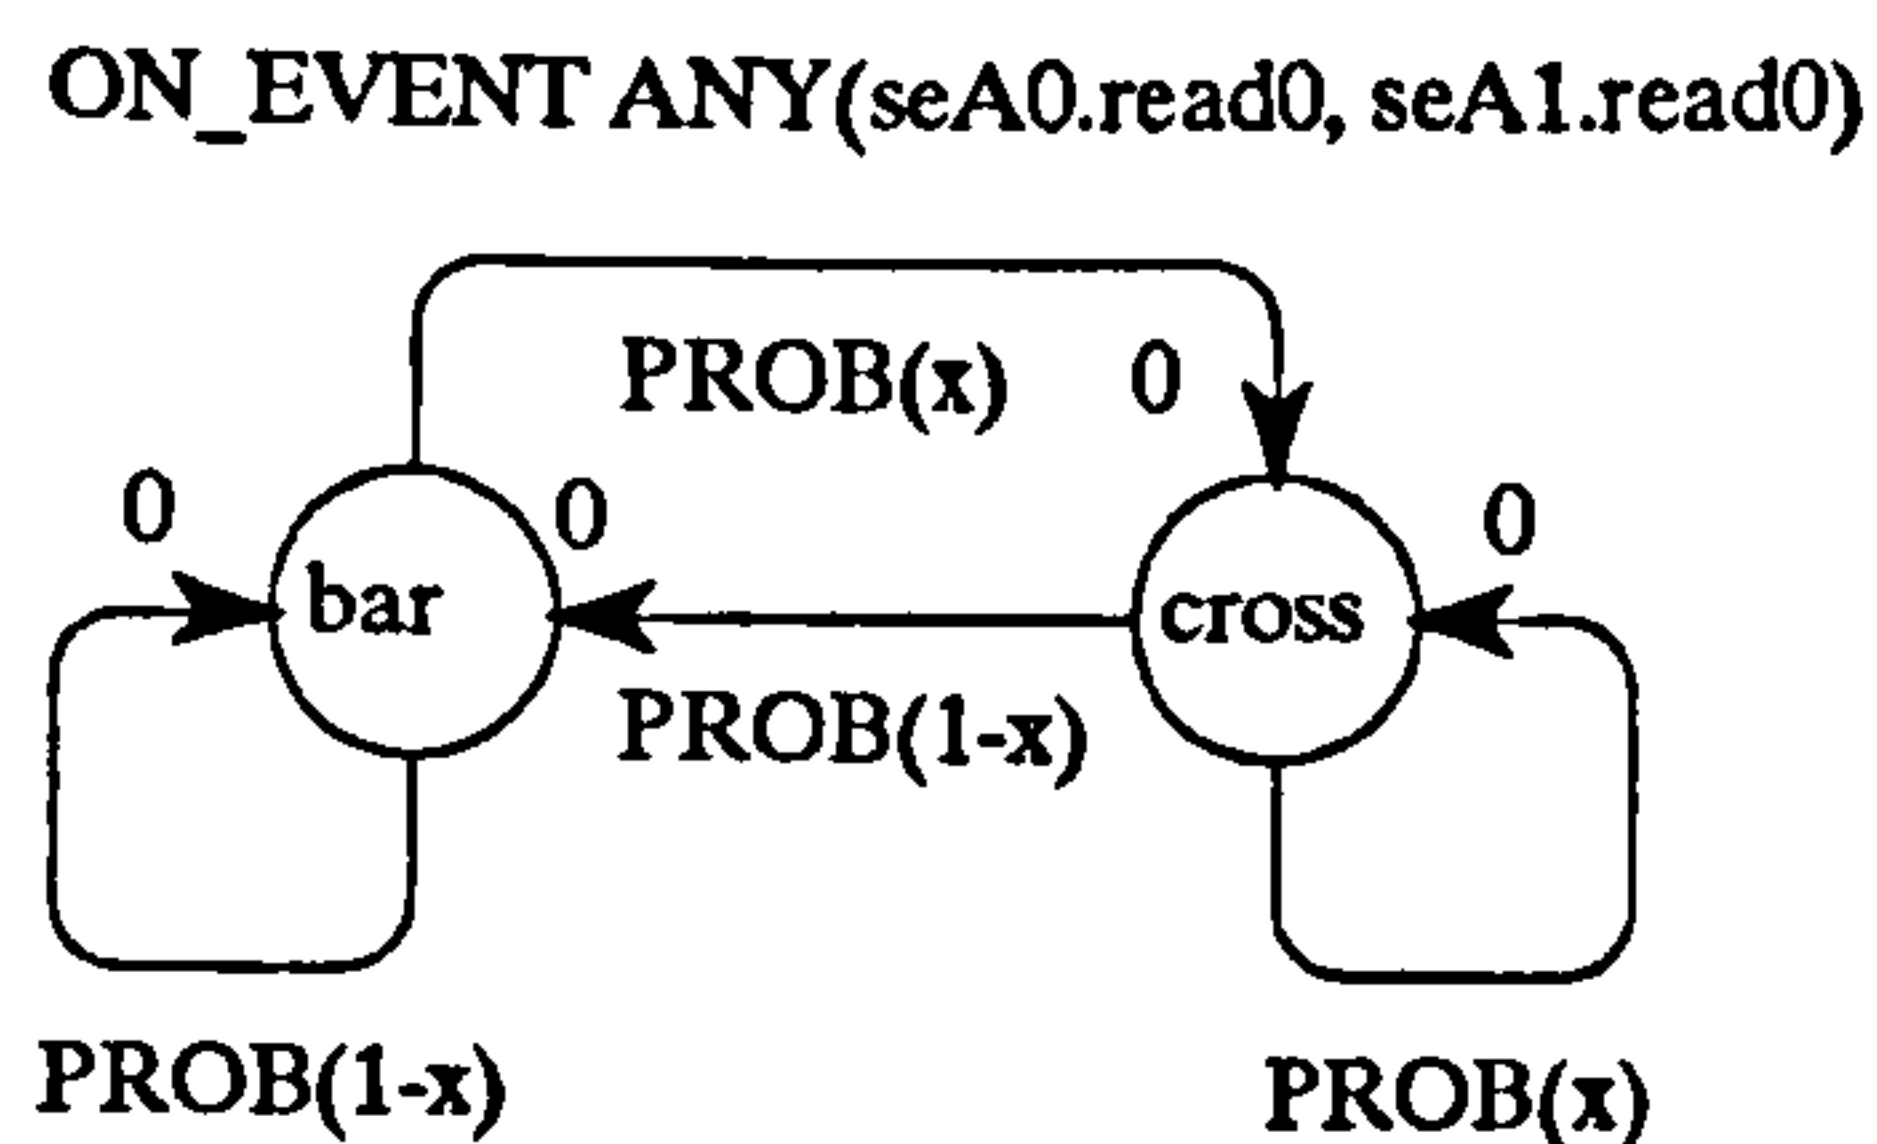 ON_EVENT ANY(seA0.read0, seA1.read0)
PROB(x) 0
0 0 0
bar cross
PROB(1-x)
PROB(1-x) PROB(x)